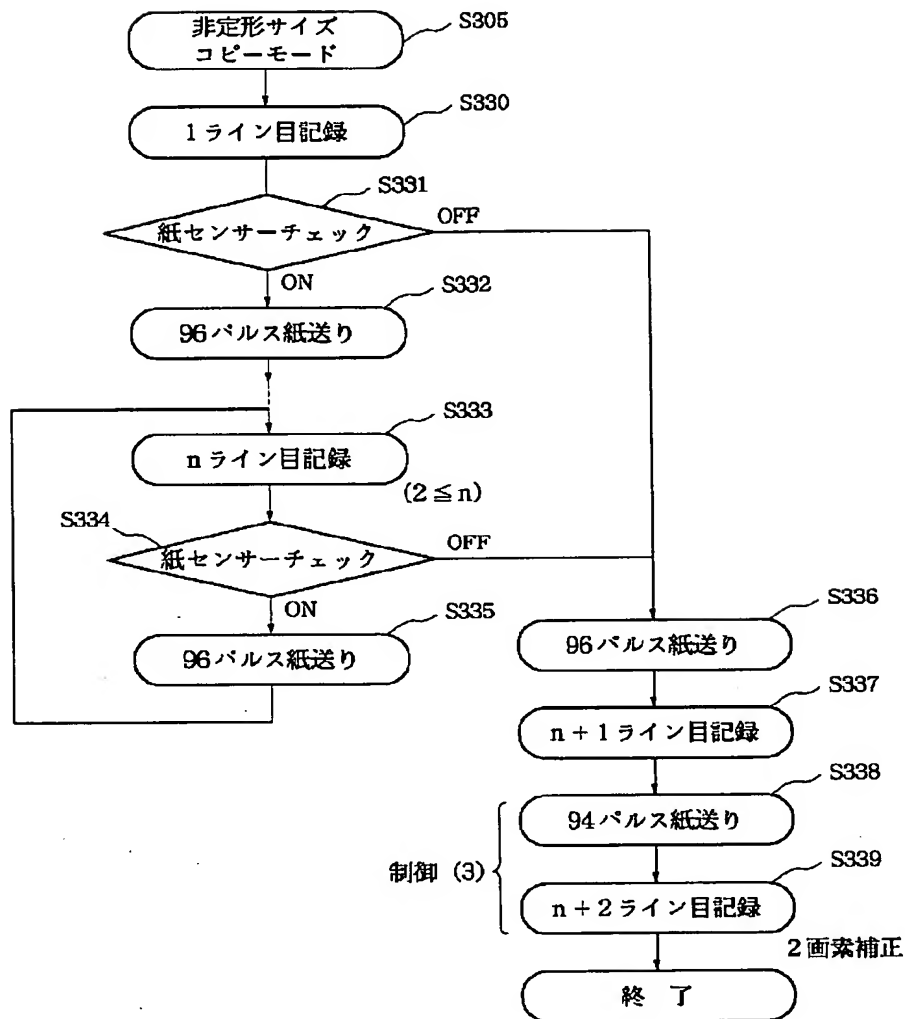 非定形サイズ
コピーモード
S305
1ライン目記録
S330
紙センサーチェック
S331
OFF
ON
96パルス紙送り
S332
nライン目記録
S333
(2≦n)
紙センサーチェック
S334
OFF
ON
96パルス紙送り
S335
96パルス紙送り
S336
n+1ライン目記録
S337
制御 (3)
94パルス紙送り
S338
n+2ライン目記録
S339
2画素補正
終 了